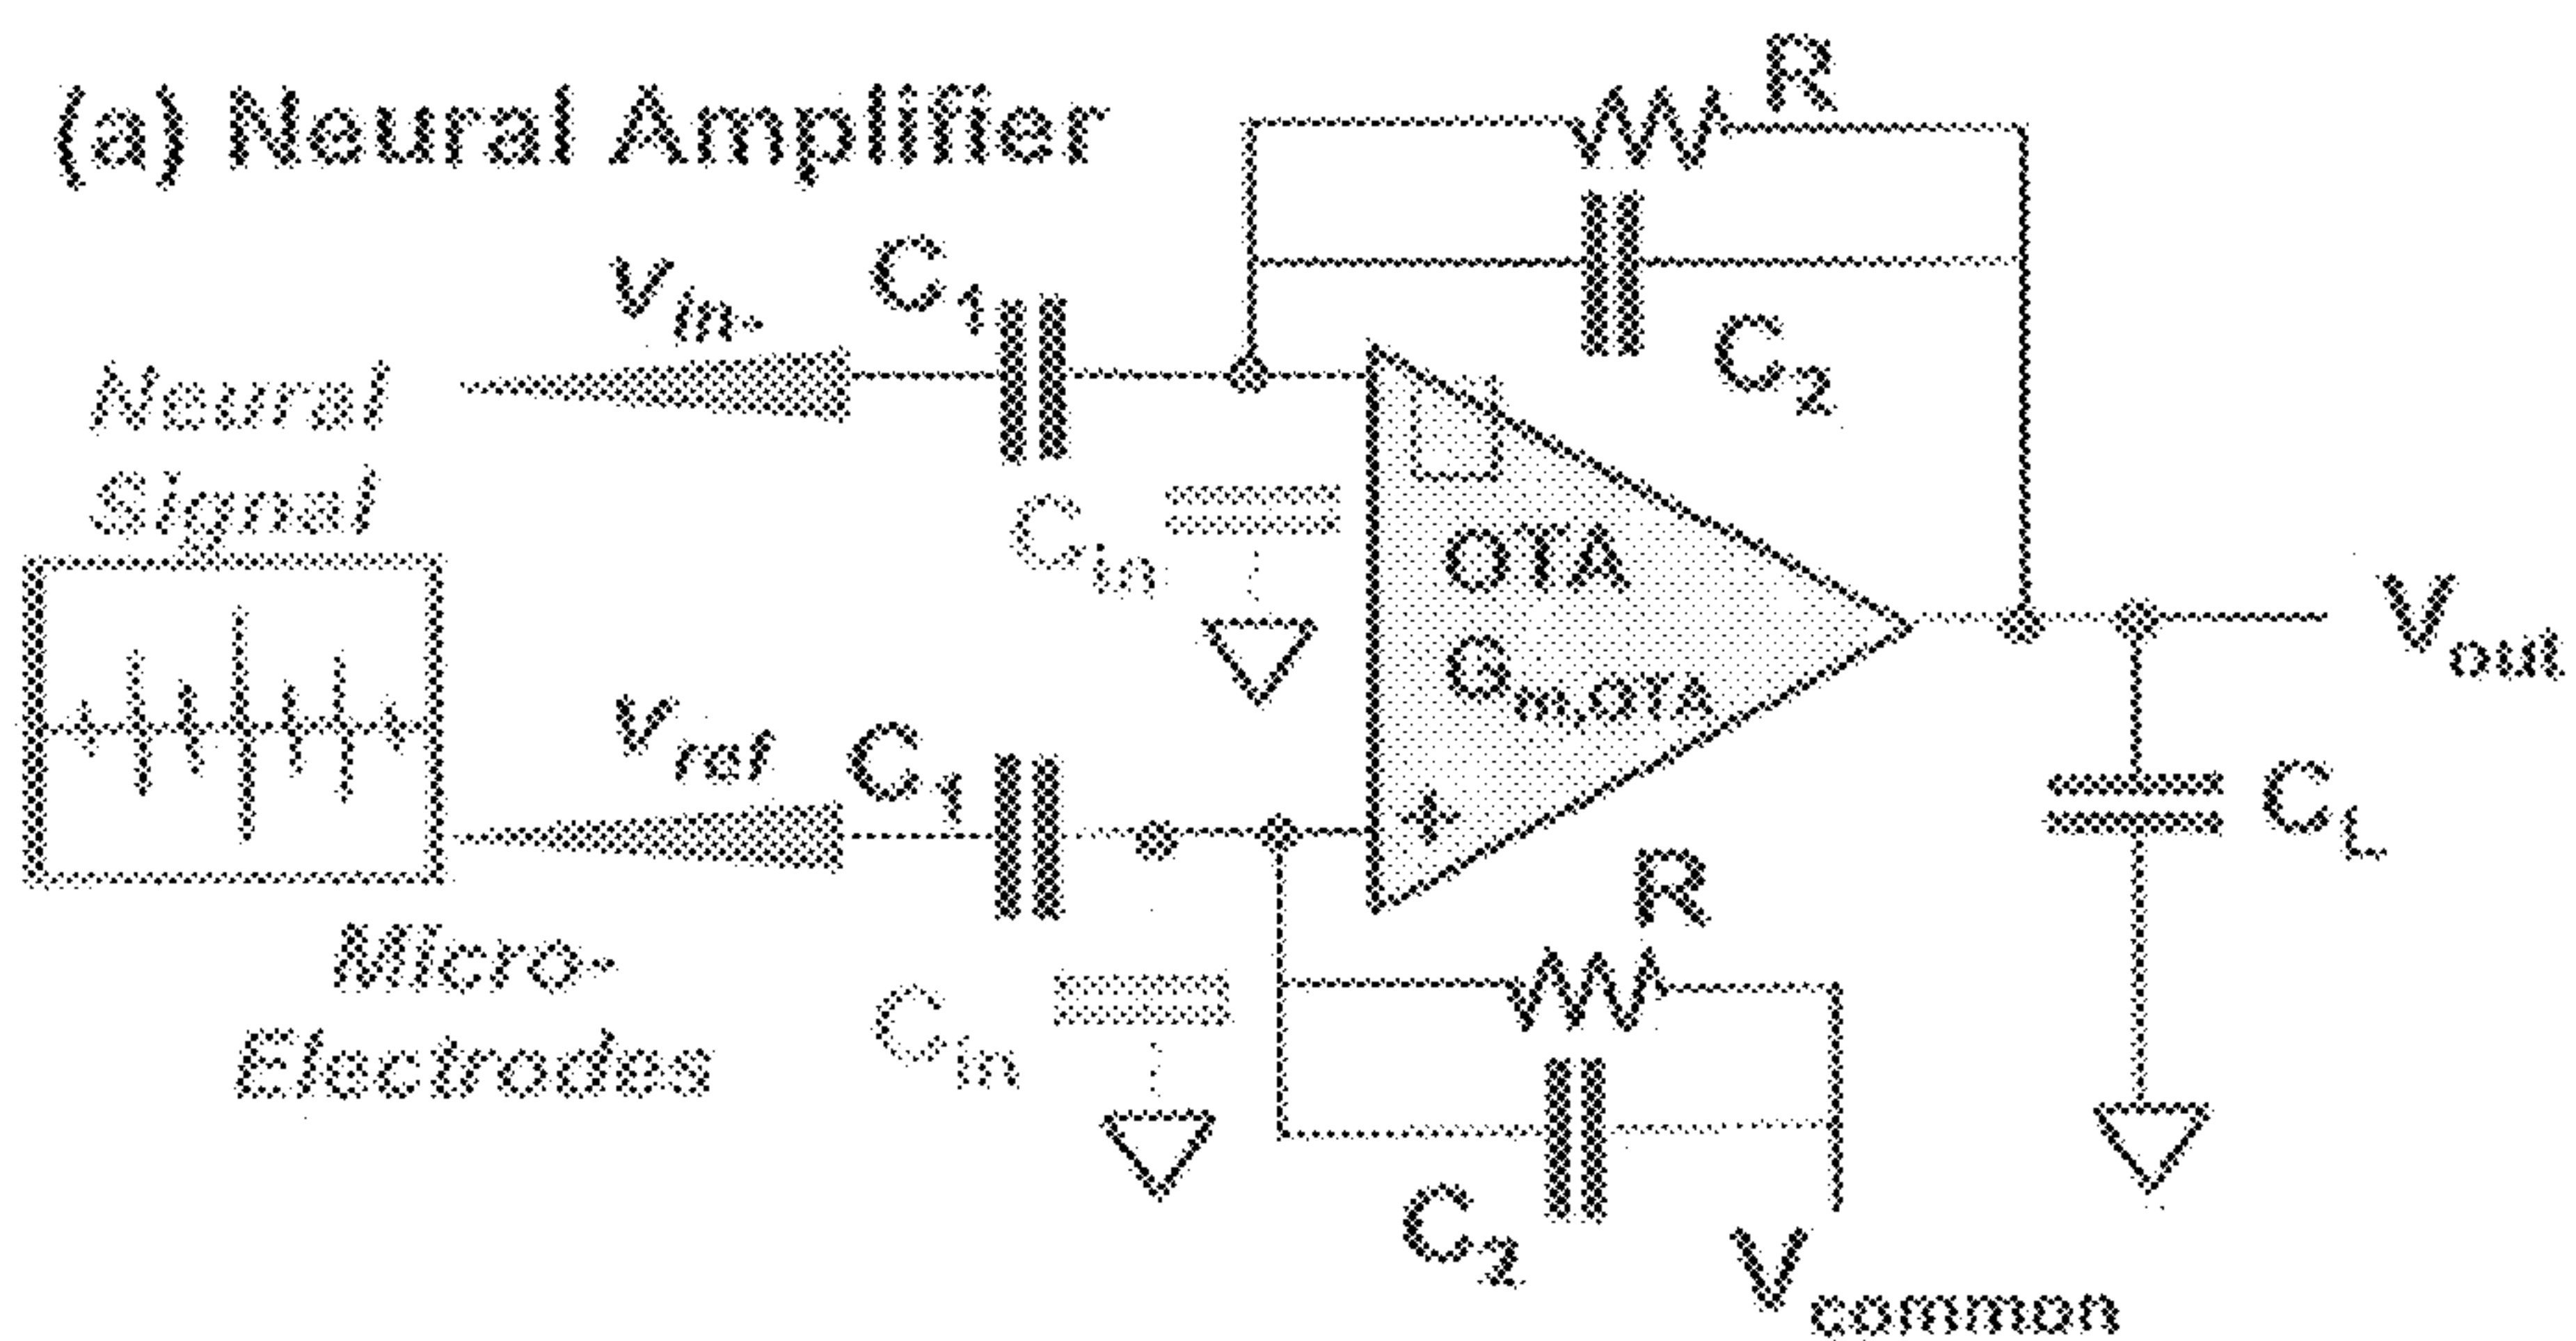 (a) Neural Amplifier
R
C2
Vin-
C1
Neural
Signal
Cin
OTA
Gm,OTA
Vout
Vref
C1
+
CL
R
Micro-
Electrodes
Cin
C2
Vcommon